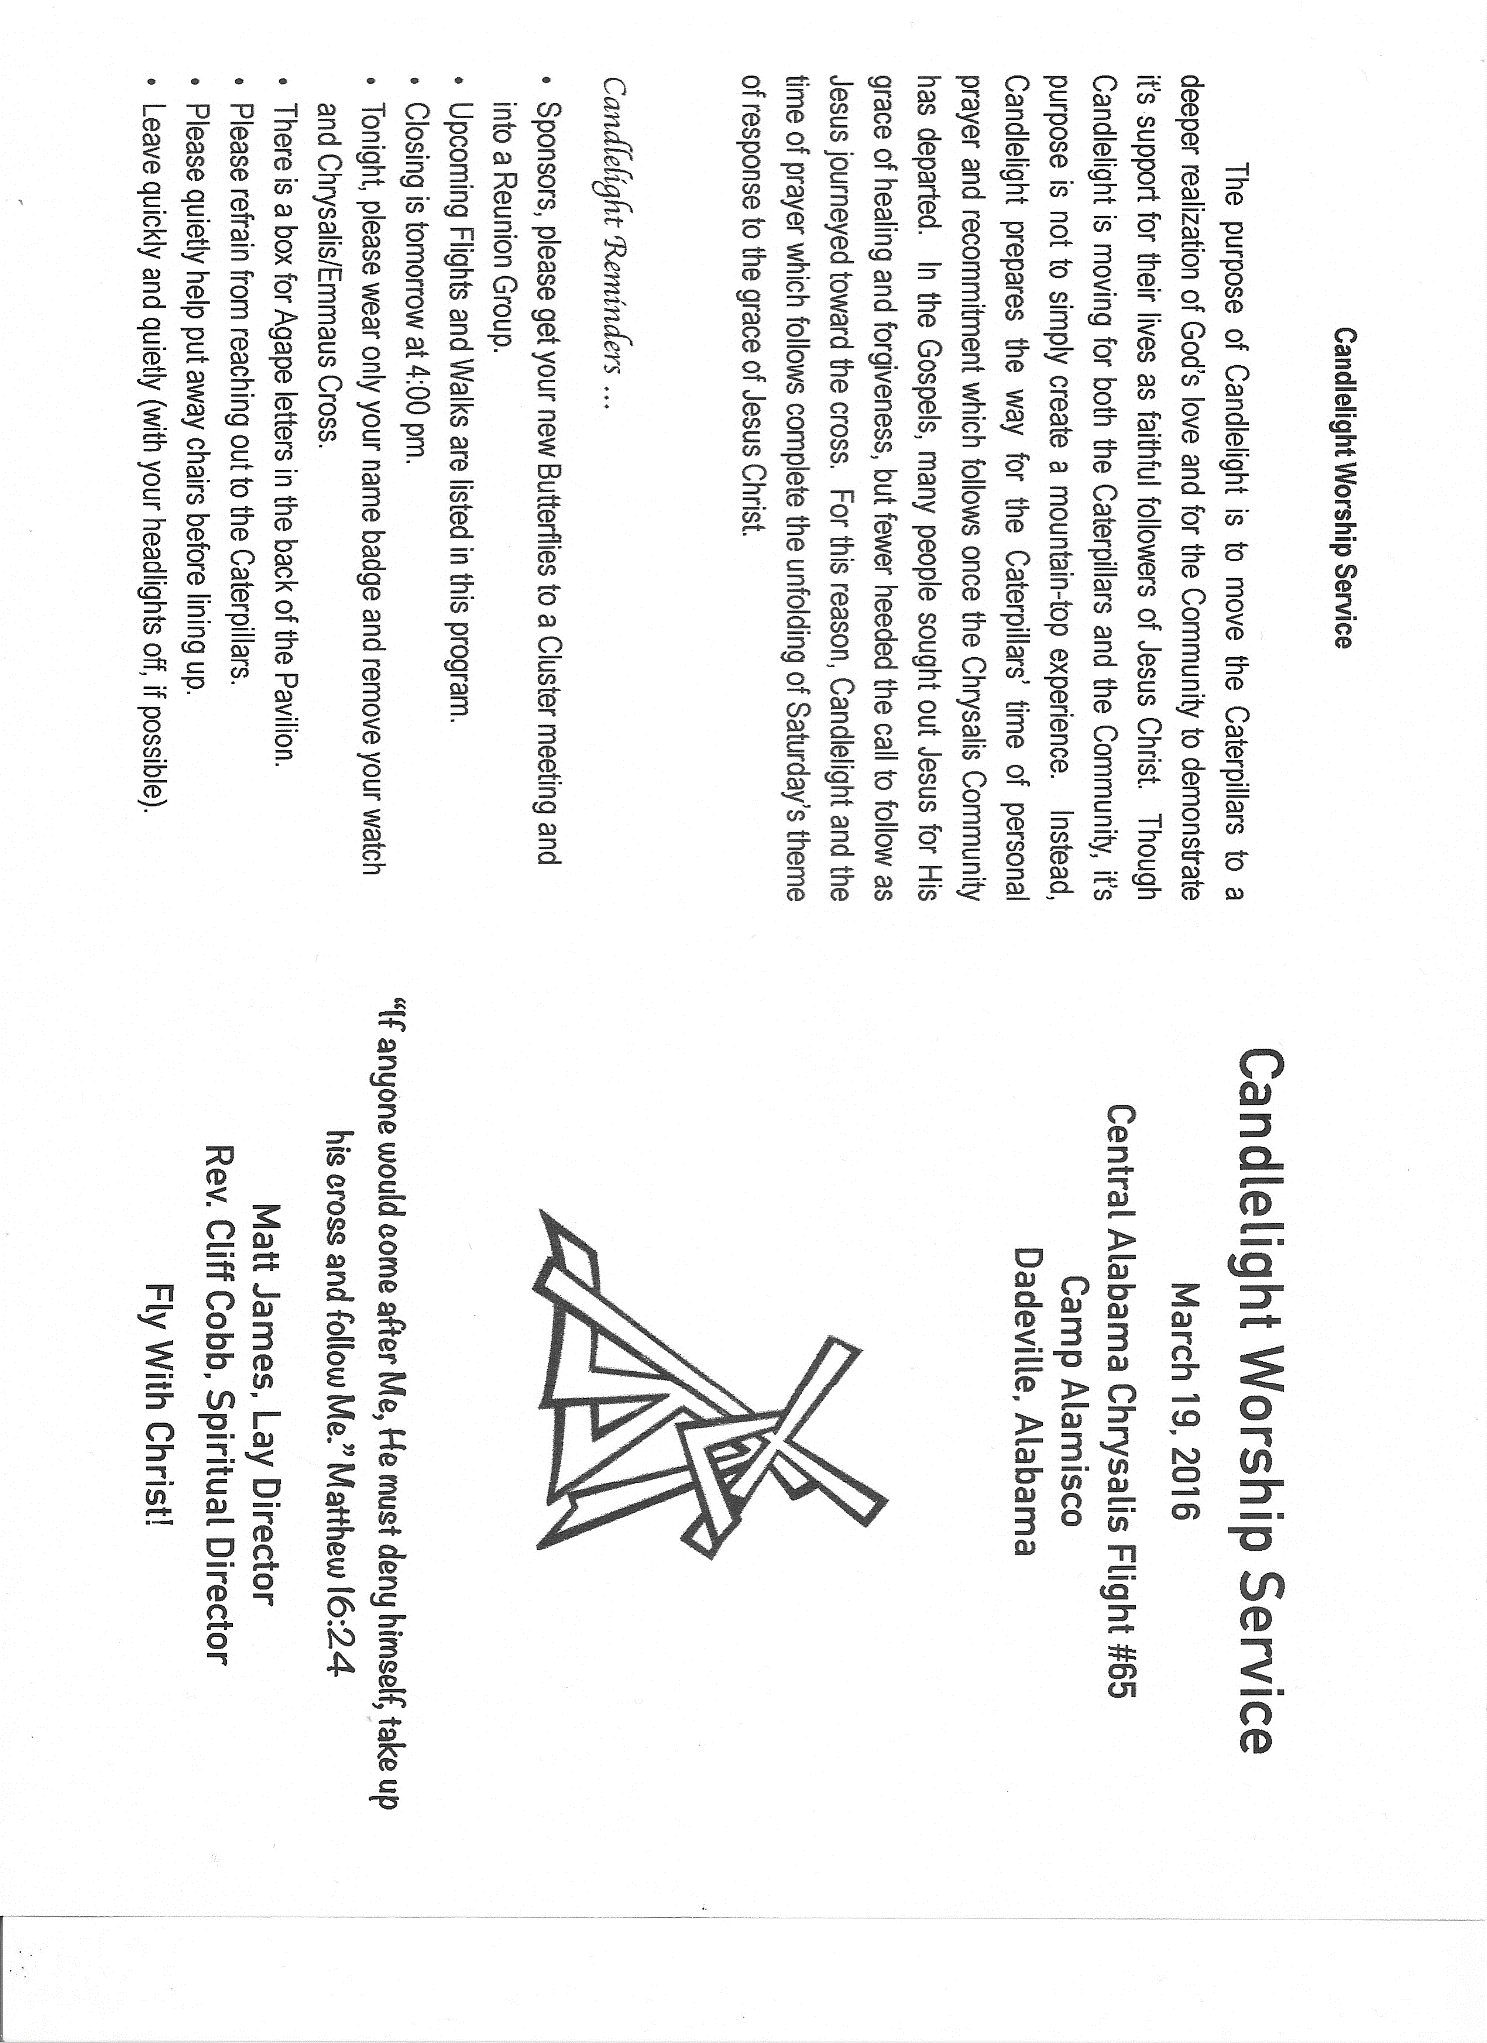 Candlelight Worship Service
The purpose of Candlelight is to move the Caterpillars to a
deeper realization of God's love and for the Community to demonstrate
it's support for their lives as faithful followers of Jesus Christ. Though
Candlelight is moving for both the Caterpillars and the Community, it's
purpose is not to simply create a mountain-top experience. Instead,
Candlelight prepares the way for the Caterpillars' time of personal
prayer and recommitment which follows once the Chrysalis Community
has departed. In the Gospels, many people sought out Jesus for His
grace of healing and forgiveness, but fewer heeded the call to follow as
Jesus journeyed toward the cross. For this reason, Candlelight and the
time of prayer which follows complete the unfolding of Saturday's theme
of response to the grace of Jesus Christ.
Candlelight Reminders ...
• Sponsors, please get your new Butterflies to a Cluster meeting and
into a Reunion Group.
• Upcoming Flights and Walks are listed in this program.
• Closing is tomorrow at 4:00 pm.
• Tonight, please wear only your name badge and remove your watch
and Chrysalis/Emmaus Cross.
• There is a box for Agape letters in the back of the Pavilion.
• Please refrain from reaching out to the Caterpillars.
• Please quietly help put away chairs before lining up.
• Leave quickly and quietly (with your headlights off, if possible).
Candlelight Worship Service
March 19, 2016
Central Alabama Chrysalis Flight #65
Camp Alamisco
Dadeville, Alabama
“If anyone would come after Me, He must deny himself, take up
his cross and follow Me.” Matthew 16:24
Matt James, Lay Director
Rev. Cliff Cobb, Spiritual Director
Fly With Christ!